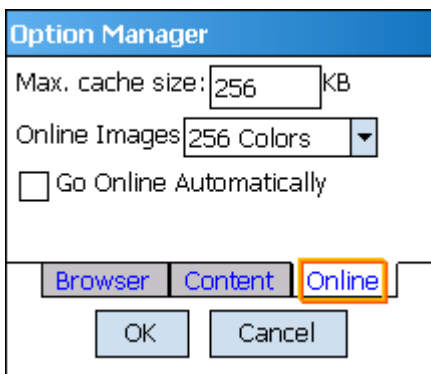 Option Manager
Max. cache size: 256 KB
Online Images 256 Colors
Go Online Automatically
Browser Content Online
OK Cancel